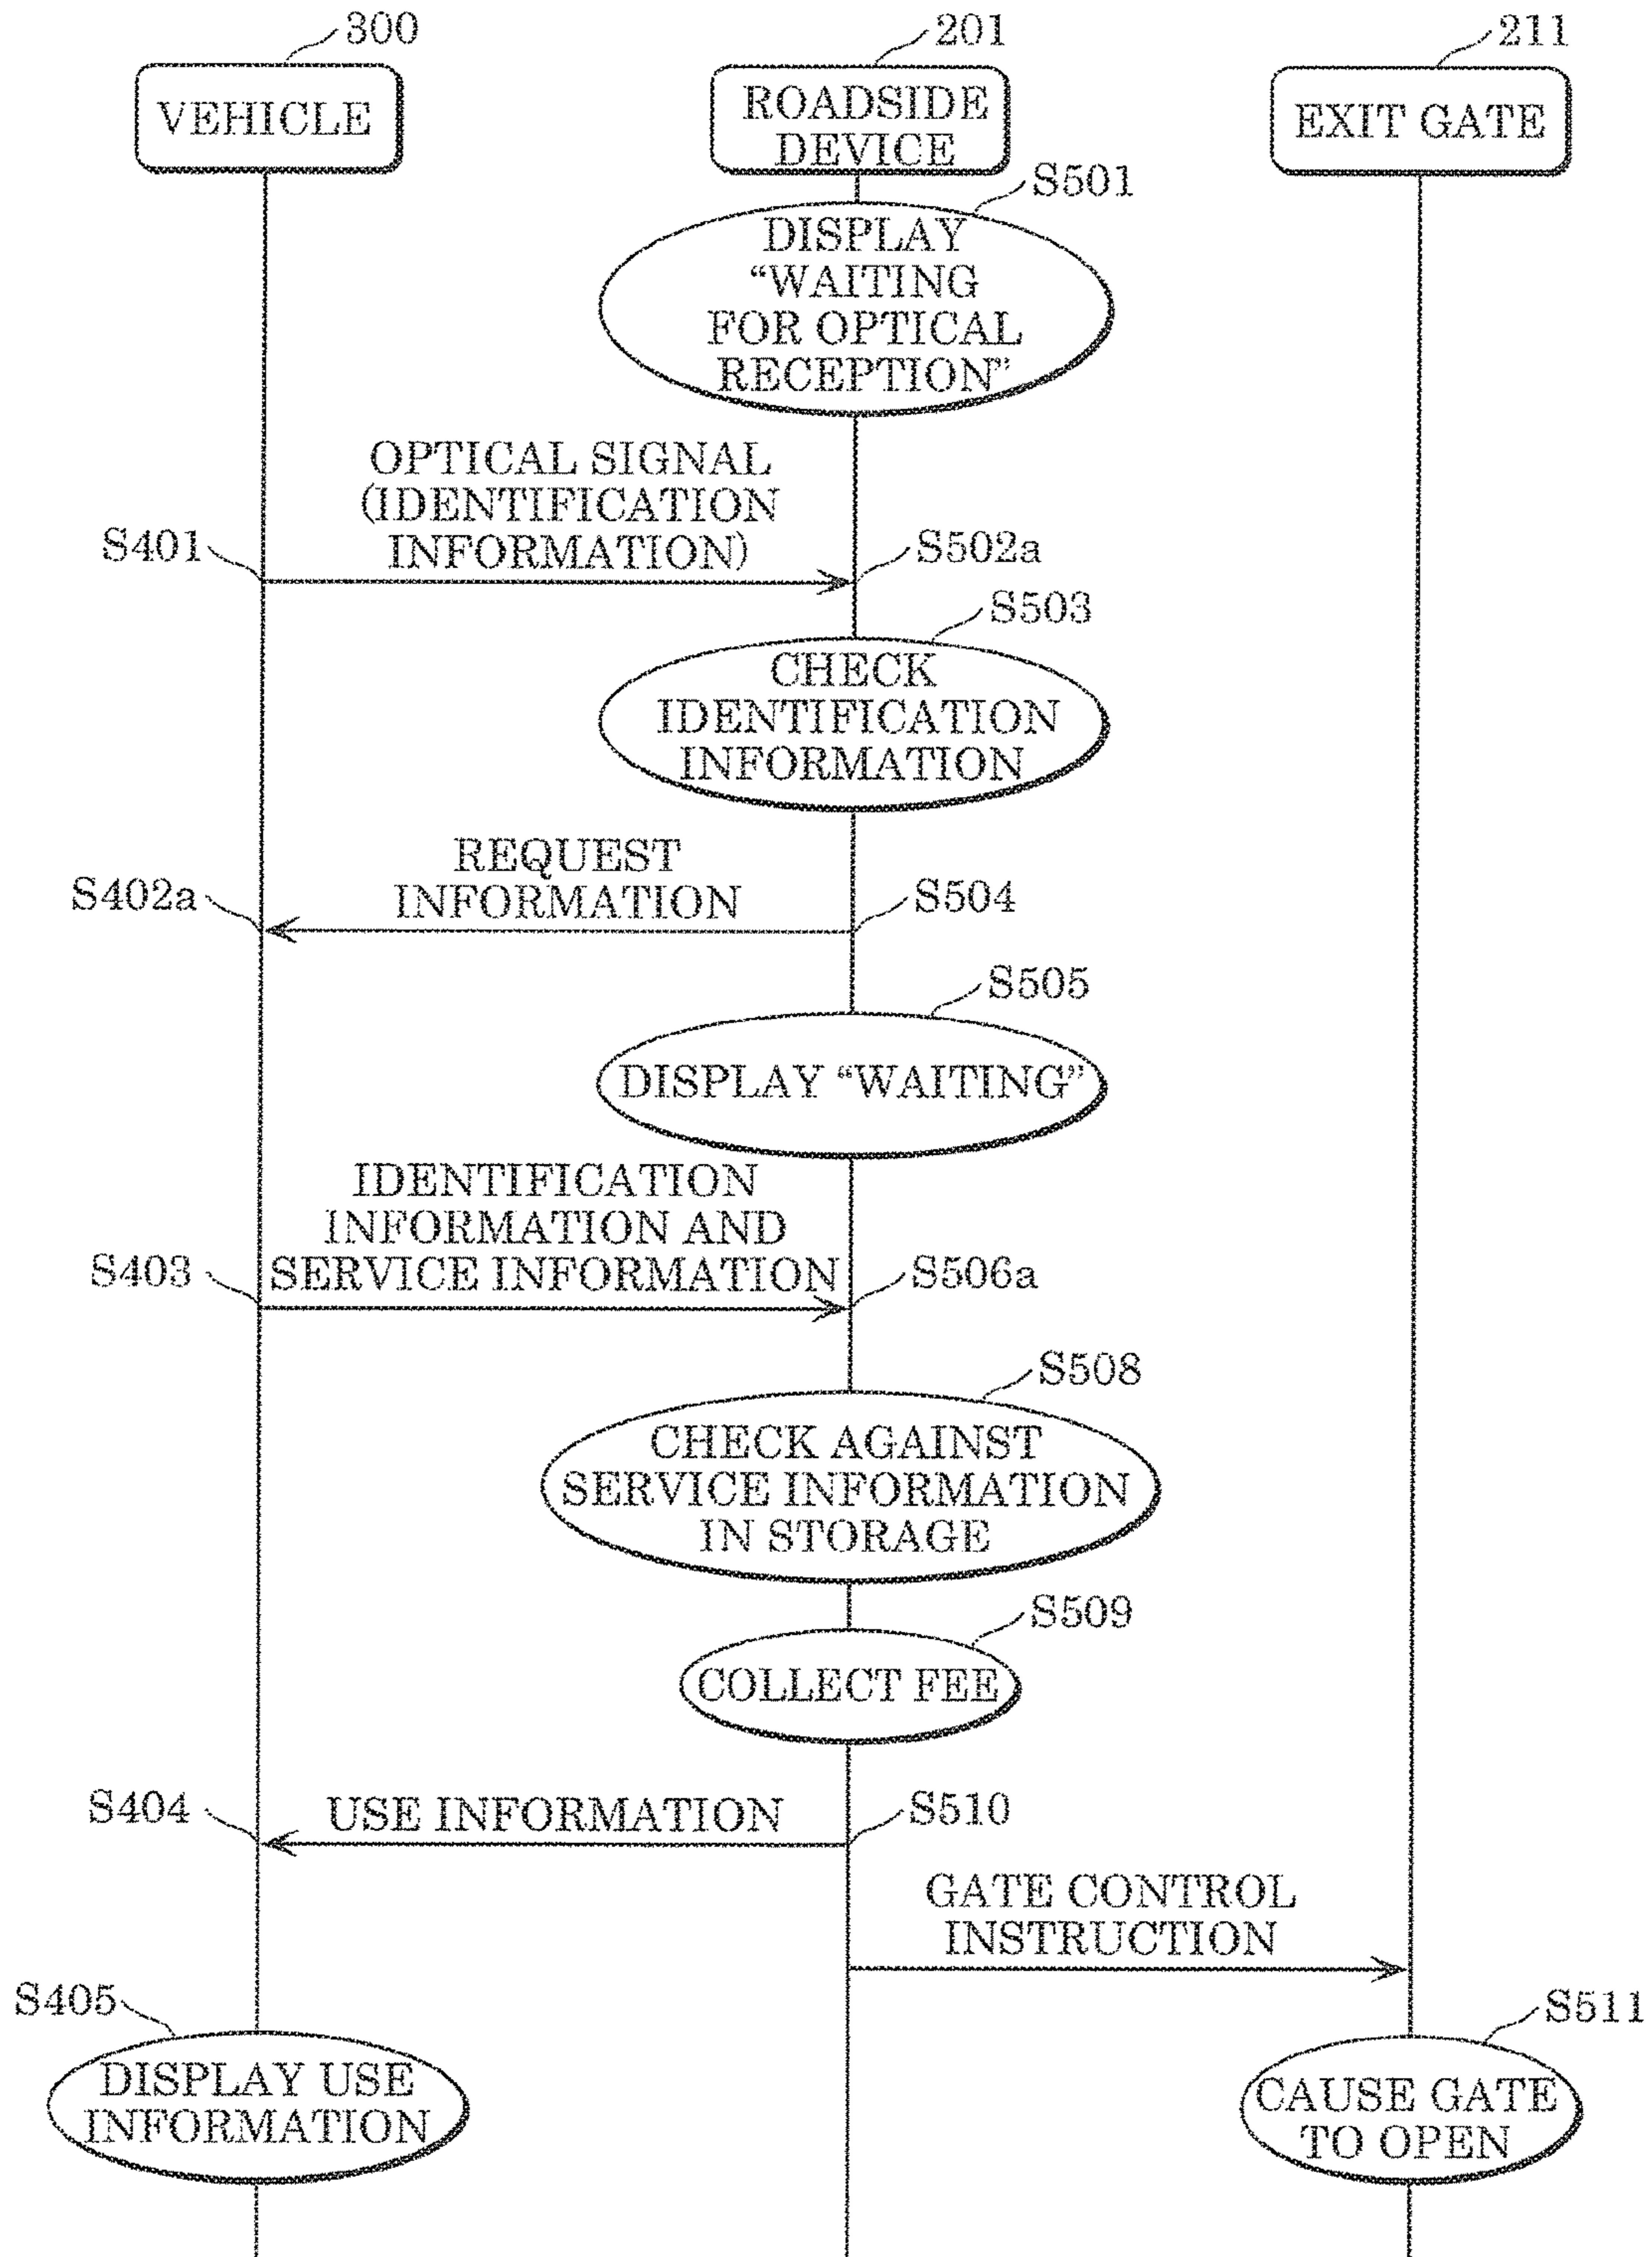 300
201
211
VEHICLE
ROADSIDE
DEVICE
EXIT GATE
S501
DISPLAY
“WAITING
FOR OPTICAL
RECEPTION”
OPTICAL SIGNAL
(IDENTIFICATION
INFORMATION)
S401
S502a
S503
CHECK
IDENTIFICATION
INFORMATION
REQUEST
INFORMATION
S402a
S504
S505
DISPLAY “WAITING”
IDENTIFICATION
INFORMATION AND
SERVICE INFORMATION
S403
S506a
S508
CHECK AGAINST
SERVICE INFORMATION
IN STORAGE
S509
COLLECT FEE
S404
USE INFORMATION
S510
GATE CONTROL
INSTRUCTION
S405
S511
DISPLAY USE
INFORMATION
CAUSE GATE
TO OPEN